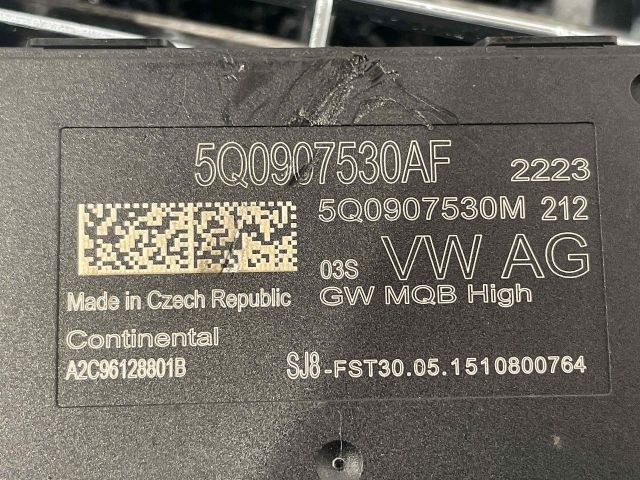 5Q0907530AF 2223
5Q0907530M 212
03S VW AG
Made in Czech Republic GW MQB High
Continental
A2C96128801B SJ8-FST30.05.1510800764